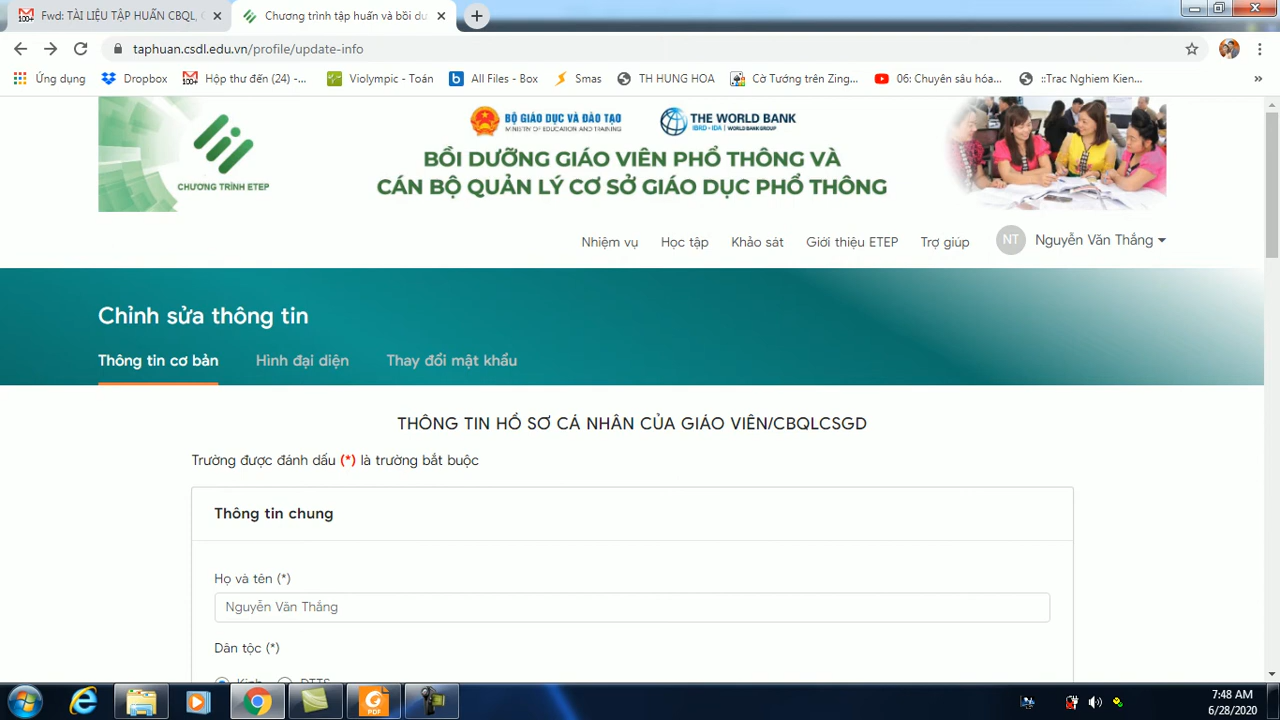 Fwd: TÀI LIỆU TẬP HUẤN CBQL,
Chương trình tập huấn và bồi dư
taphuan.csdl.edu.vn/profile/update-info
Ứng dụng
Dropbox
Hộp thư đến (24) -...
Violympic - Toán
All Files - Box
Smas
TH HUNG HOA
Cờ Tướng trên Zing...
06: Chuyên sâu hóa...
::Trac Nghiem Kien...
»
CHƯƠNG TRÌNH ETEP
BỘ GIÁO DỤC VÀ ĐÀO TẠO
MINISTRY OF EDUCATION AND TRAINING
THE WORLD BANK
IBRD • IDA | WORLD BANK GROUP
BỒI DƯỠNG GIÁO VIÊN PHỔ THÔNG VÀ
CÁN BỘ QUẢN LÝ CƠ SỞ GIÁO DỤC PHỔ THÔNG
Nhiệm vụ
Học tập
Khảo sát
Giới thiệu ETEP
Trợ giúp
NT
Nguyễn Văn Thắng
Chỉnh sửa thông tin
Thông tin cơ bản
Hình đại diện
Thay đổi mật khẩu
THÔNG TIN HỒ SƠ CÁ NHÂN CỦA GIÁO VIÊN/CBQLCSGD
Trường được đánh dấu (*) là trường bắt buộc
Thông tin chung
Họ và tên (*)
Nguyễn Văn Thắng
Dân tộc (*)
Kinh
DTTS
7:48 AM
6/28/2020